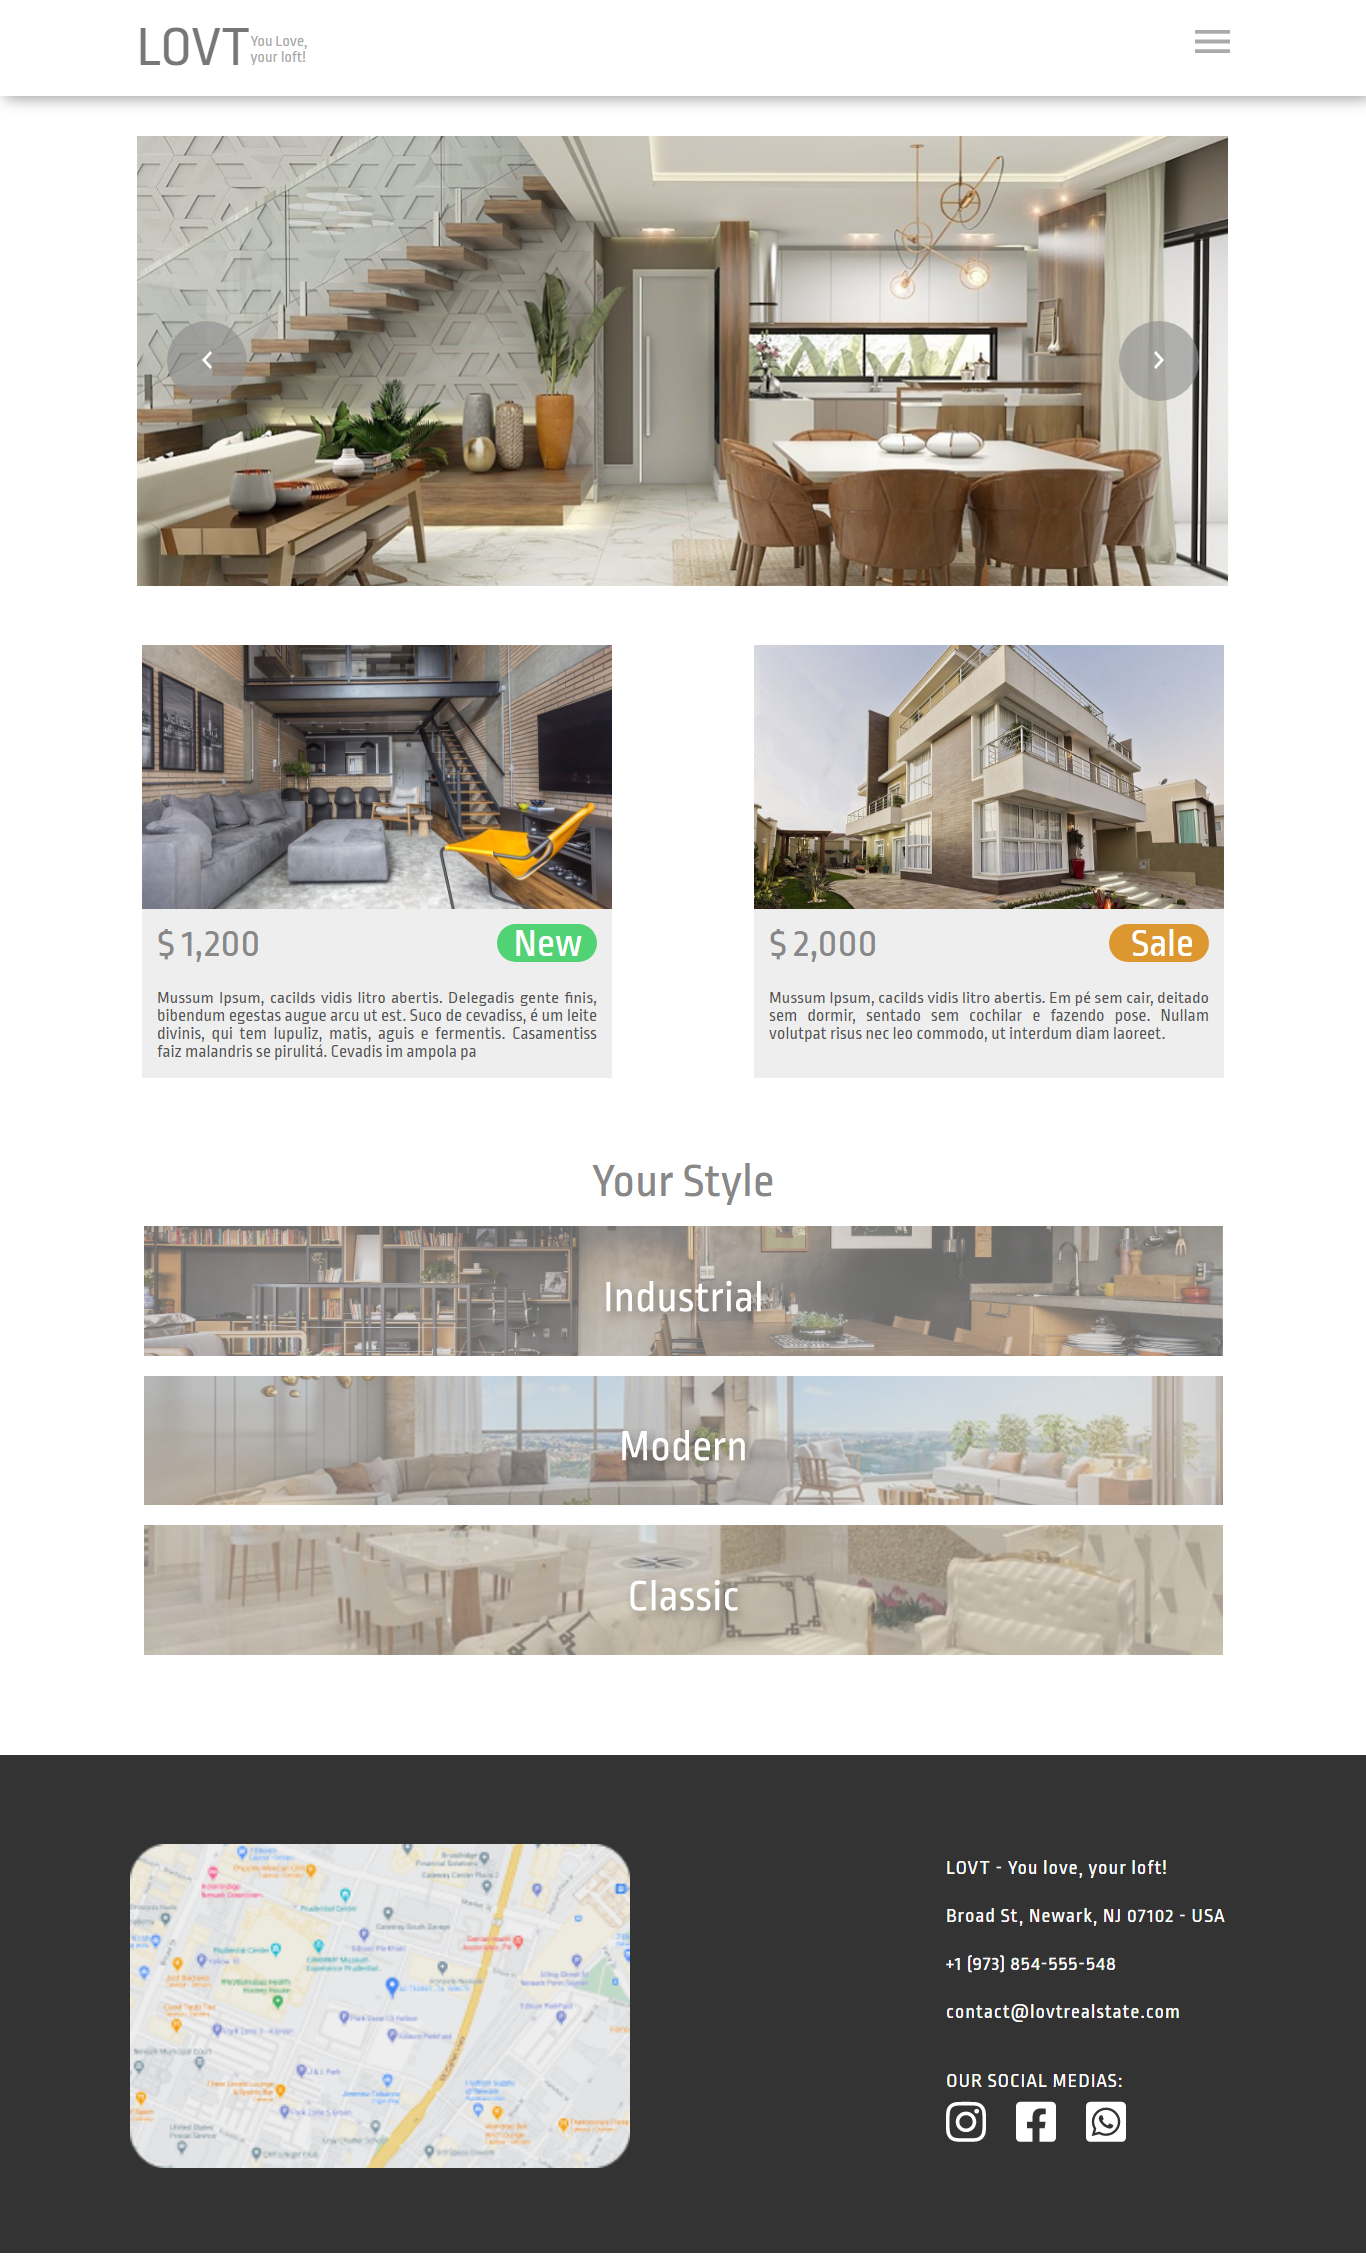 LOVT
You Love,
your loft!
$ 1,200
New
Mussum Ipsum, cacilds vidis litro abertis. Delegadis gente finis,
bibendum egestas augue arcu ut est. Suco de cevadiss, é um leite
divinis, qui tem lupuliz, matis, aguis e fermentis. Casamentiss
faiz malandris se pirulitá. Cevadis im ampola pa
$ 2,000
Sale
Mussum Ipsum, cacilds vidis litro abertis. Em pé sem cair, deitado
sem dormir, sentado sem cochilar e fazendo pose. Nullam
volutpat risus nec leo commodo, ut interdum diam laoreet.
Your Style
Industrial
Modern
Classic
LOVT - You love, your loft!
Broad St, Newark, NJ 07102 - USA
+1 (973) 854-555-548
contact@lovtrealstate.com
OUR SOCIAL MEDIAS: